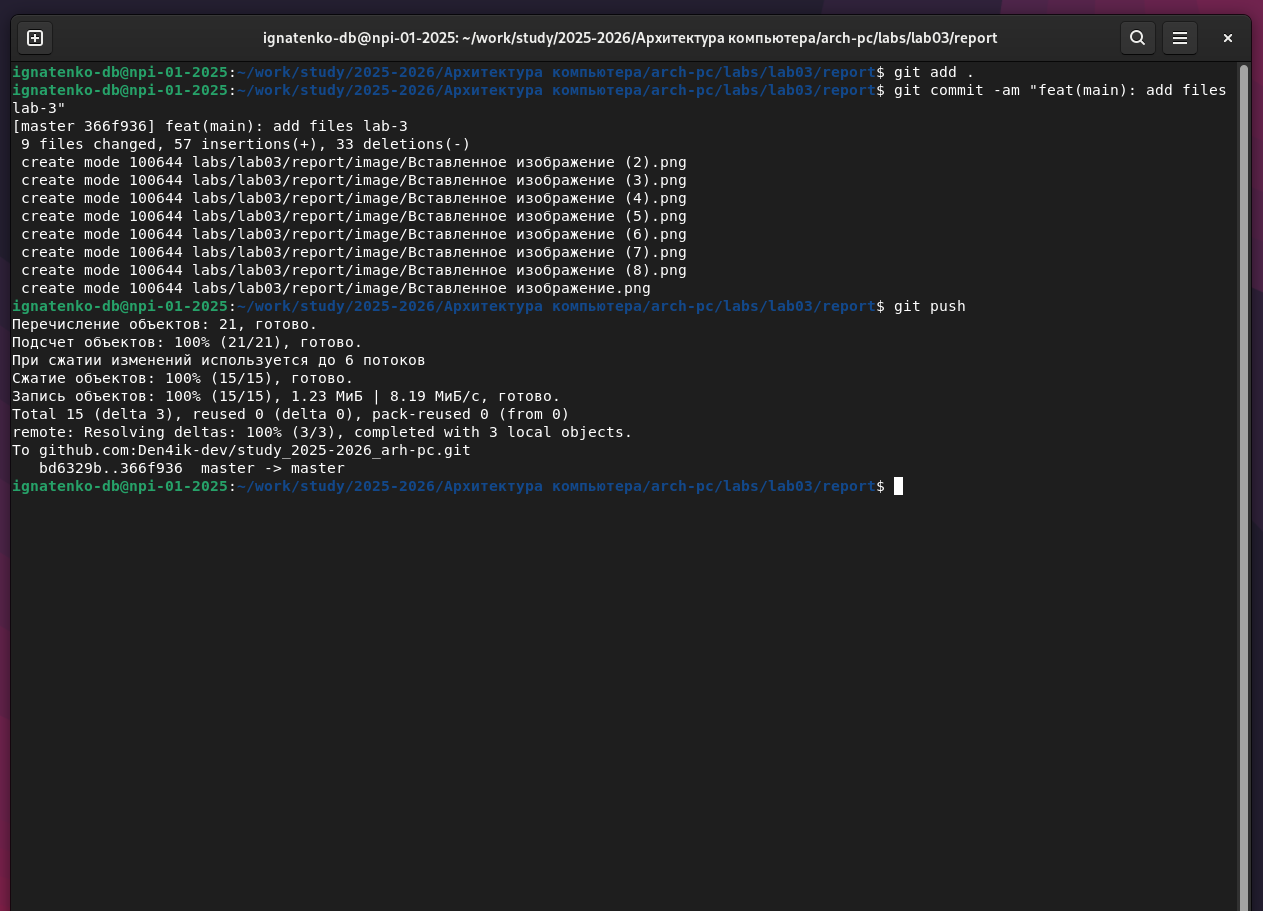 ignatenko-db@npi-01-2025: ~/work/study/2025-2026/Архитектура компьютера/arch-pc/labs/lab03/report
ignatenko-db@npi-01-2025:~/work/study/2025-2026/Архитектура компьютера/arch-pc/labs/lab03/report$ git add .
ignatenko-db@npi-01-2025:~/work/study/2025-2026/Архитектура компьютера/arch-pc/labs/lab03/report$ git commit -am "feat(main): add files
lab-3"
[master 366f936] feat(main): add files lab-3
 9 files changed, 57 insertions(+), 33 deletions(-)
 create mode 100644 labs/lab03/report/image/Вставленное изображение (2).png
 create mode 100644 labs/lab03/report/image/Вставленное изображение (3).png
 create mode 100644 labs/lab03/report/image/Вставленное изображение (4).png
 create mode 100644 labs/lab03/report/image/Вставленное изображение (5).png
 create mode 100644 labs/lab03/report/image/Вставленное изображение (6).png
 create mode 100644 labs/lab03/report/image/Вставленное изображение (7).png
 create mode 100644 labs/lab03/report/image/Вставленное изображение (8).png
 create mode 100644 labs/lab03/report/image/Вставленное изображение.png
ignatenko-db@npi-01-2025:~/work/study/2025-2026/Архитектура компьютера/arch-pc/labs/lab03/report$ git push
Перечисление объектов: 21, готово.
Подсчет объектов: 100% (21/21), готово.
При сжатии изменений используется до 6 потоков
Сжатие объектов: 100% (15/15), готово.
Запись объектов: 100% (15/15), 1.23 МиБ | 8.19 МиБ/с, готово.
Total 15 (delta 3), reused 0 (delta 0), pack-reused 0 (from 0)
remote: Resolving deltas: 100% (3/3), completed with 3 local objects.
To github.com:Den4ik-dev/study_2025-2026_arh-pc.git
   bd6329b..366f936  master -> master
ignatenko-db@npi-01-2025:~/work/study/2025-2026/Архитектура компьютера/arch-pc/labs/lab03/report$